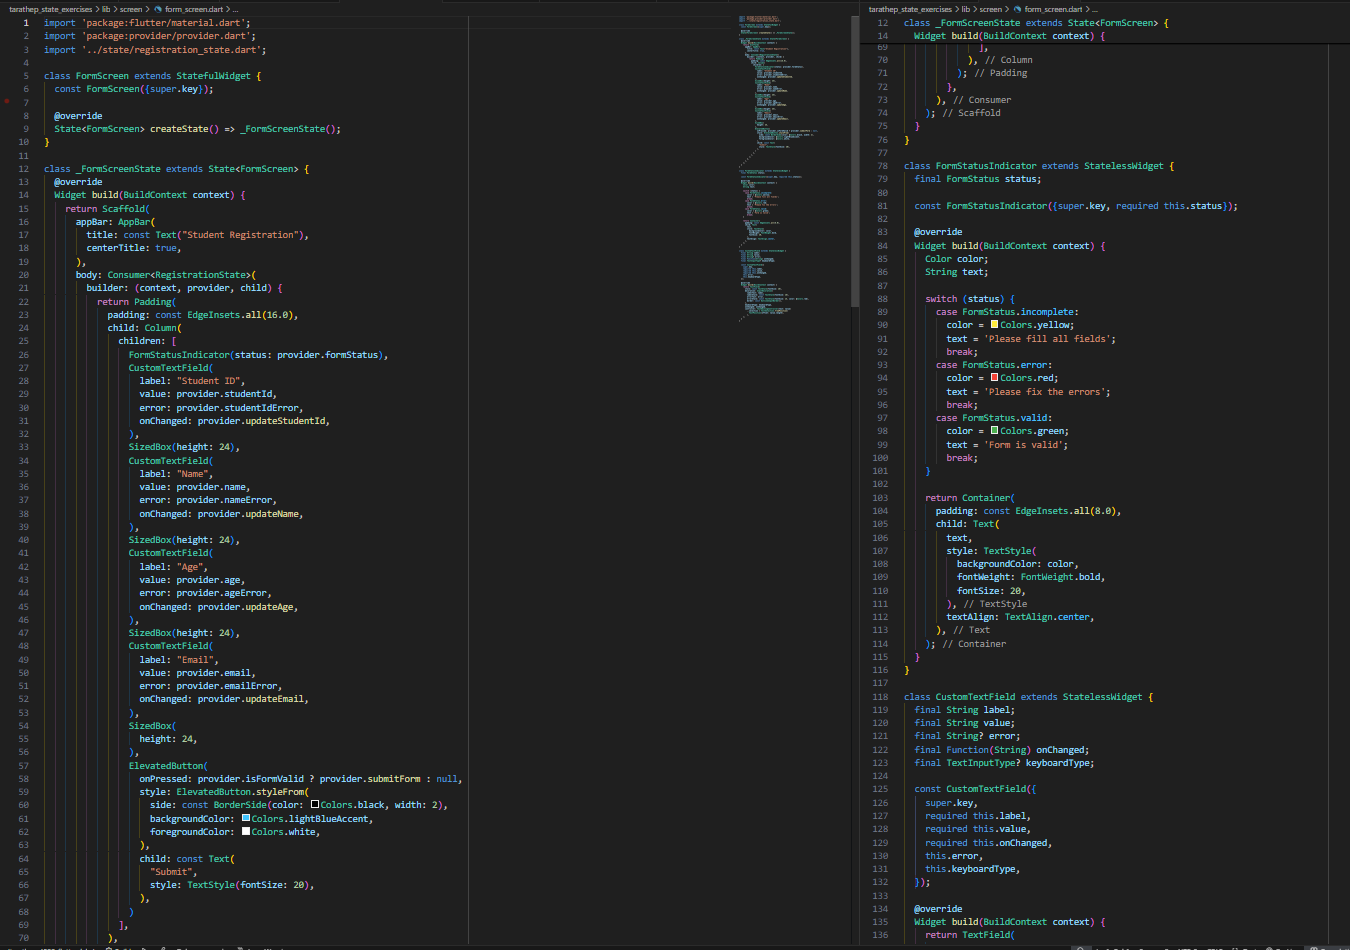 tarathep_state_exercises > lib > screen > form_screen.dart > ...
1 import 'package:flutter/material.dart';
2 import 'package:provider/provider.dart';
3 import '../state/registration_state.dart';
4
5 class FormScreen extends StatefulWidget {
6 const FormScreen({super.key});
7
8 @override
9 State<FormScreen> createState() => _FormScreenState();
10 }
11
12 class _FormScreenState extends State<FormScreen> {
13 @override
14 Widget build(BuildContext context) {
15 return Scaffold(
16 appBar: AppBar(
17 title: const Text("Student Registration"),
18 centerTitle: true,
19 ),
20 body: Consumer<RegistrationState>(
21 builder: (context, provider, child) {
22 return Padding(
23 padding: const EdgeInsets.all(16.0),
24 child: Column(
25 children: [
26 FormStatusIndicator(status: provider.formStatus),
27 CustomTextField(
28 label: "Student ID",
29 value: provider.studentId,
30 error: provider.studentIdError,
31 onChanged: provider.updateStudentId,
32 ),
33 SizedBox(height: 24),
34 CustomTextField(
35 label: "Name",
36 value: provider.name,
37 error: provider.nameError,
38 onChanged: provider.updateName,
39 ),
40 SizedBox(height: 24),
41 CustomTextField(
42 label: "Age",
43 value: provider.age,
44 error: provider.ageError,
45 onChanged: provider.updateAge,
46 ),
47 SizedBox(height: 24),
48 CustomTextField(
49 label: "Email",
50 value: provider.email,
51 error: provider.emailError,
52 onChanged: provider.updateEmail,
53 ),
54 SizedBox(
55 height: 24,
56 ),
57 ElevatedButton(
58 onPressed: provider.isFormValid ? provider.submitForm : null,
59 style: ElevatedButton.styleFrom(
60 side: const BorderSide(color: Colors.black, width: 2),
61 backgroundColor: Colors.lightBlueAccent,
62 foregroundColor: Colors.white,
63 ),
64 child: const Text(
65 "Submit",
66 style: TextStyle(fontSize: 20),
67 ),
68 )
69 ],
70 ),
tarathep_state_exercises > lib > screen > form_screen.dart > ...
12 class _FormScreenState extends State<FormScreen> {
14 Widget build(BuildContext context) {
69 ],
70 ), // Column
71 ); // Padding
72 },
73 ), // Consumer
74 ); // Scaffold
75 }
76 }
77
78 class FormStatusIndicator extends StatelessWidget {
79 final FormStatus status;
80
81 const FormStatusIndicator({super.key, required this.status});
82
83 @override
84 Widget build(BuildContext context) {
85 Color color;
86 String text;
87
88 switch (status) {
89 case FormStatus.incomplete:
90 color = Colors.yellow;
91 text = 'Please fill all fields';
92 break;
93 case FormStatus.error:
94 color = Colors.red;
95 text = 'Please fix the errors';
96 break;
97 case FormStatus.valid:
98 color = Colors.green;
99 text = 'Form is valid';
100 break;
101 }
102
103 return Container(
104 padding: const EdgeInsets.all(8.0),
105 child: Text(
106 text,
107 style: TextStyle(
108 backgroundColor: color,
109 fontWeight: FontWeight.bold,
110 fontSize: 20,
111 ), // TextStyle
112 textAlign: TextAlign.center,
113 ), // Text
114 ); // Container
115 }
116 }
117
118 class CustomTextField extends StatelessWidget {
119 final String label;
120 final String value;
121 final String? error;
122 final Function(String) onChanged;
123 final TextInputType? keyboardType;
124
125 const CustomTextField({
126 super.key,
127 required this.label,
128 required this.value,
129 required this.onChanged,
130 this.error,
131 this.keyboardType,
132 });
133
134 @override
135 Widget build(BuildContext context) {
136 return TextField(